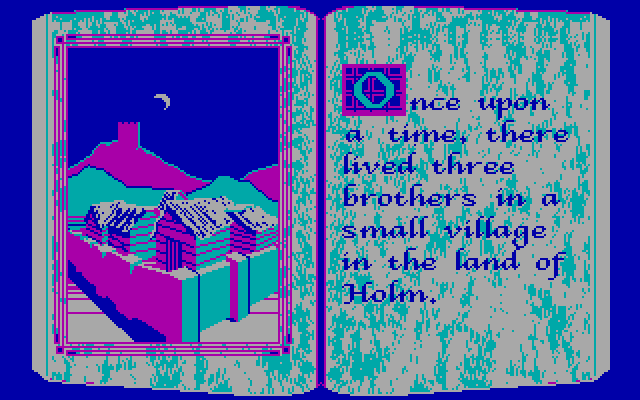 Once upon
a time, there
lived three
brothers in a
small village
in the land of
Holm.